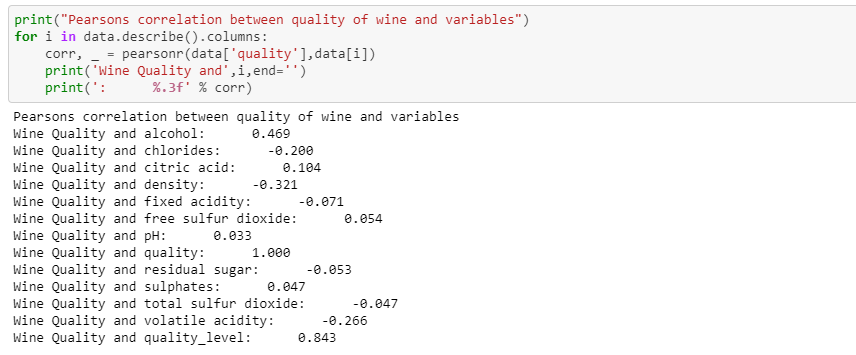 print("Pearsons correlation between quality of wine and variables")
for i in data.describe().columns:
    corr, _ = pearsonr(data['quality'],data[i])
    print('Wine Quality and',i,end='')
    print(':      %.3f' % corr)
Pearsons correlation between quality of wine and variables
Wine Quality and alcohol:      0.469
Wine Quality and chlorides:      -0.200
Wine Quality and citric acid:      0.104
Wine Quality and density:      -0.321
Wine Quality and fixed acidity:      -0.071
Wine Quality and free sulfur dioxide:      0.054
Wine Quality and pH:      0.033
Wine Quality and quality:      1.000
Wine Quality and residual sugar:      -0.053
Wine Quality and sulphates:      0.047
Wine Quality and total sulfur dioxide:      -0.047
Wine Quality and volatile acidity:      -0.266
Wine Quality and quality_level:      0.843